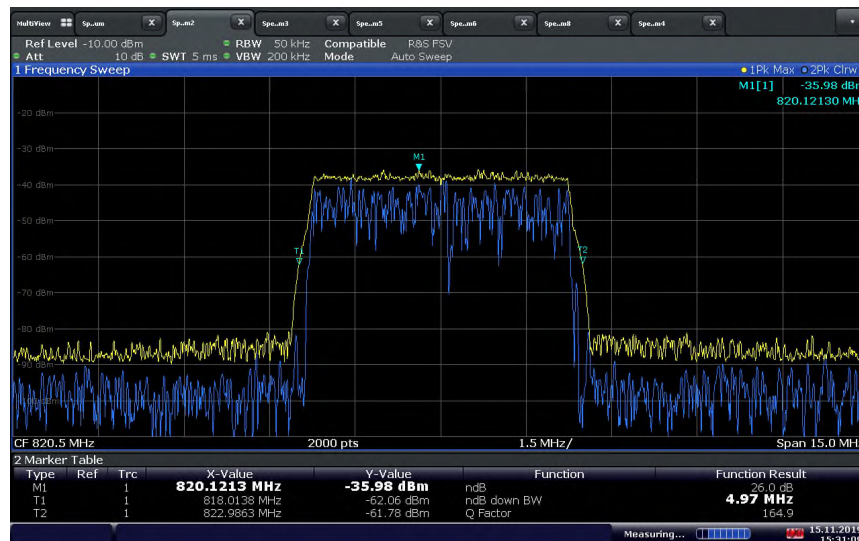 MultiView Sp..um X Sp..m2 X Spe..m3 X Spe..m5 X Spe..m6 X Spe..m8 X Spe..m4 X
Ref Level -10.00 dBm RBW 50 kHz Compatible R&S FSV
Att 10 dB SWT 5 ms VBW 200 kHz Mode Auto Sweep
1 Frequency Sweep 1Pk Max 2Pk Clrw
M1[1] -35.98 dBm
820.12130 MH
-20 dBm
-30 dBm
M1
-40 dBm
-50 dBm
T1 T2
-60 dBm
-70 dBm
-80 dBm
-90 dBm
-100 dBm
CF 820.5 MHz 2000 pts 1.5 MHz/ Span 15.0 MH
2 Marker Table
Type Ref Trc X-Value Y-Value Function Function Result
M1 1 820.1213 MHz -35.98 dBm ndB 26.0 dB
T1 1 818.0138 MHz -62.06 dBm ndB down BW 4.97 MHz
T2 1 822.9863 MHz -61.78 dBm Q Factor 164.9
Measuring... 15.11.2019
15:31:09